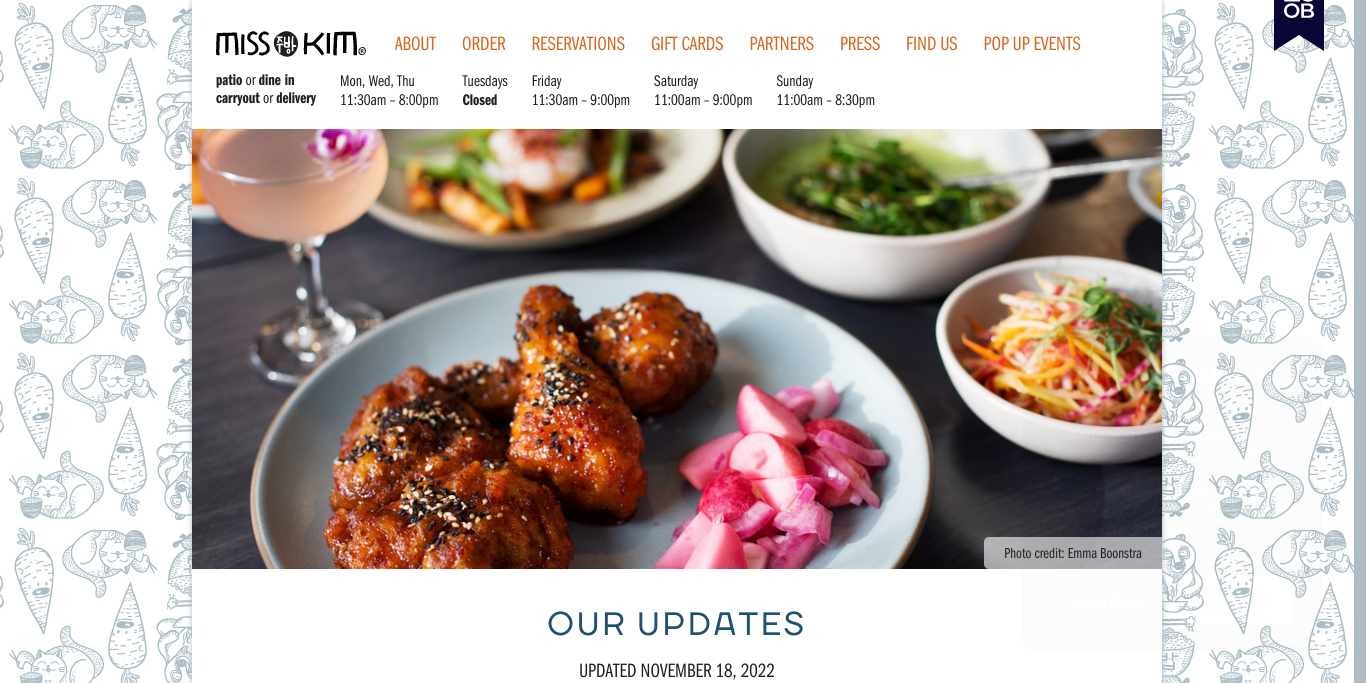 MISS KIM®
ABOUT ORDER RESERVATIONS GIFT CARDS PARTNERS PRESS FIND US POP UP EVENTS
patio or dine in
carryout or delivery
Mon, Wed, Thu
11:30am – 8:00pm
Tuesdays
Closed
Friday
11:30am – 9:00pm
Saturday
11:00am – 9:00pm
Sunday
11:00am – 8:30pm
OB
Photo credit: Emma Boonstra
OUR UPDATES
UPDATED NOVEMBER 18, 2022